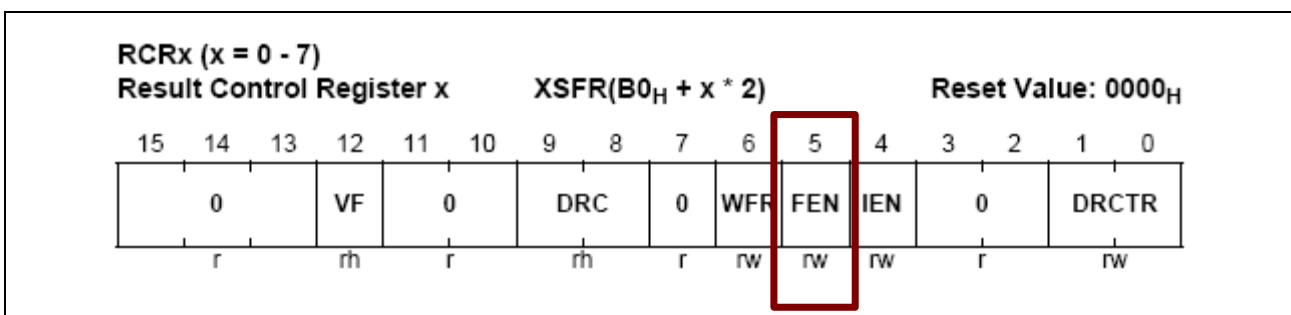 RCRx (x = 0 - 7)
Result Control Register x XSFR(B0H + x * 2) Reset Value: 0000H
15 14 13 12 11 10 9 8 7 6 5 4 3 2 1 0
0 VF 0 DRC 0 WFR FEN IEN 0 DRCTR
r rh r rh r rw rw rw r rw